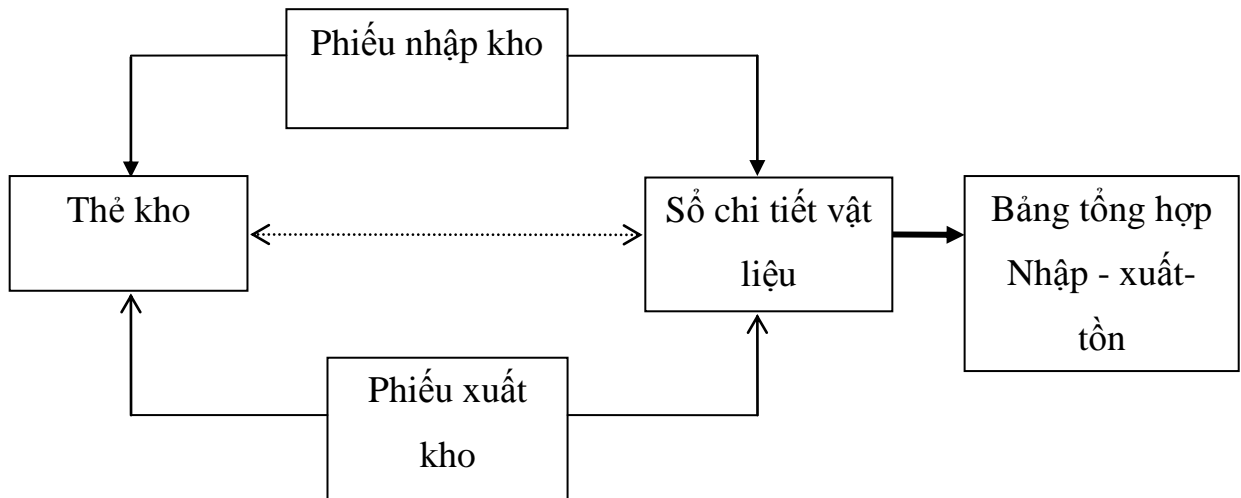 Phiếu nhập kho
Thẻ kho
Sổ chi tiết vật
liệu
Bảng tổng hợp
Nhập - xuất-
tồn
Phiếu xuất
kho